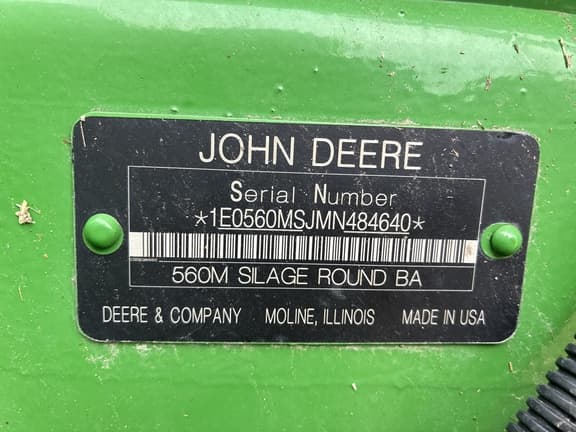 JOHN DEERE
Serial Number
*1E0560MSJMN484640*
560M SILAGE ROUND BA
DEERE & COMPANY MOLINE, ILLINOIS MADE IN USA